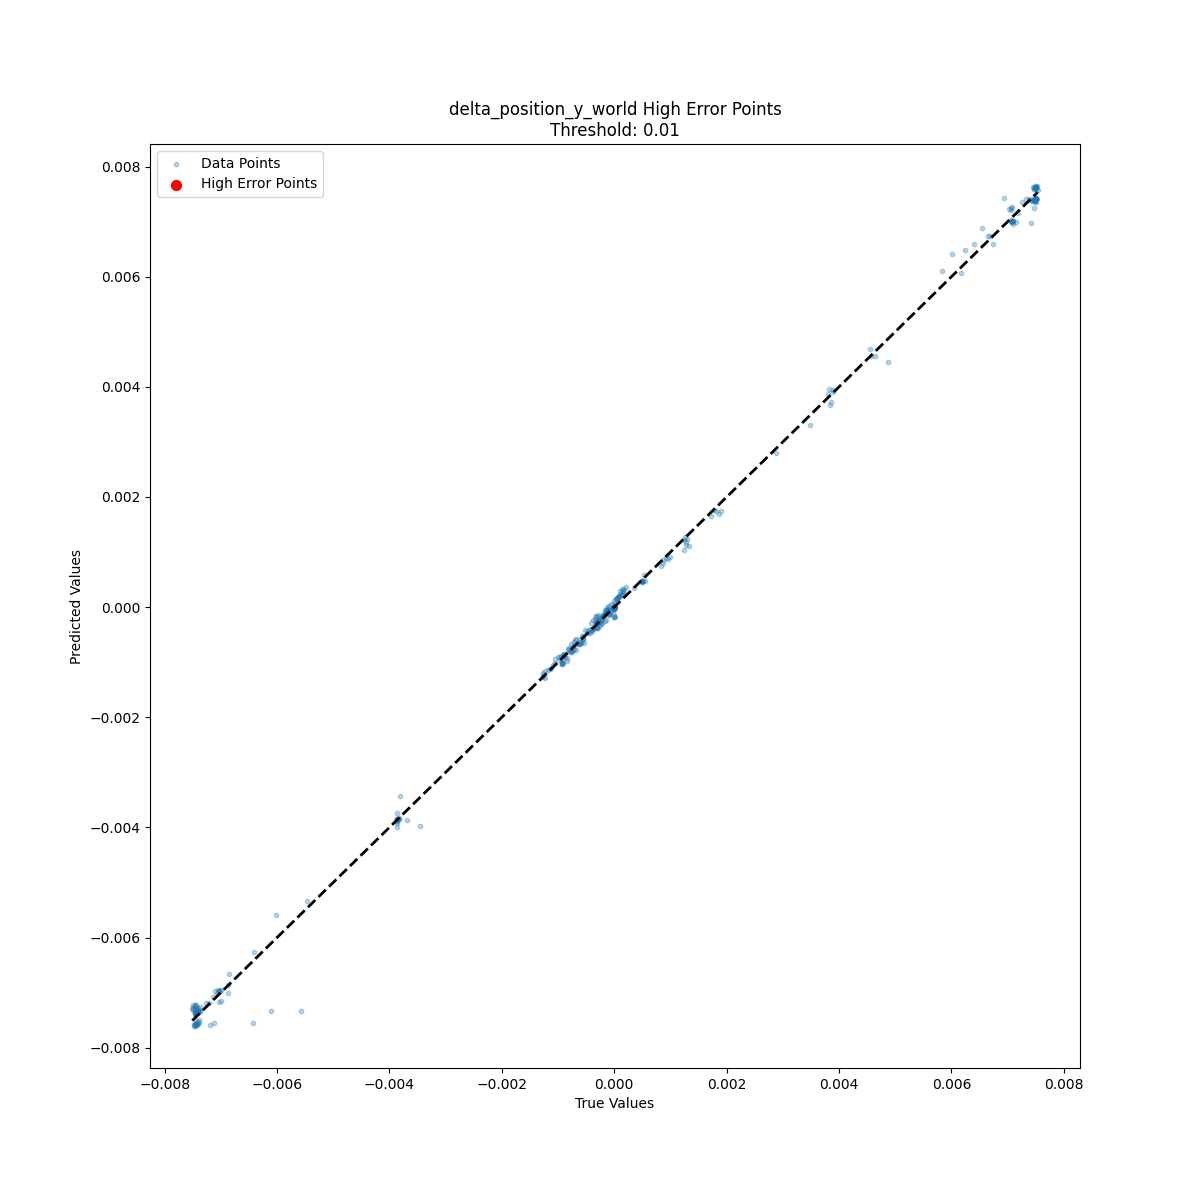 delta_position_y_world High Error Points
Threshold: 0.01
Data Points
High Error Points
0.008
0.006
0.004
0.002
0.000
−0.002
−0.004
−0.006
−0.008
Predicted Values
−0.008 −0.006 −0.004 −0.002 0.000 0.002 0.004 0.006 0.008
True Values